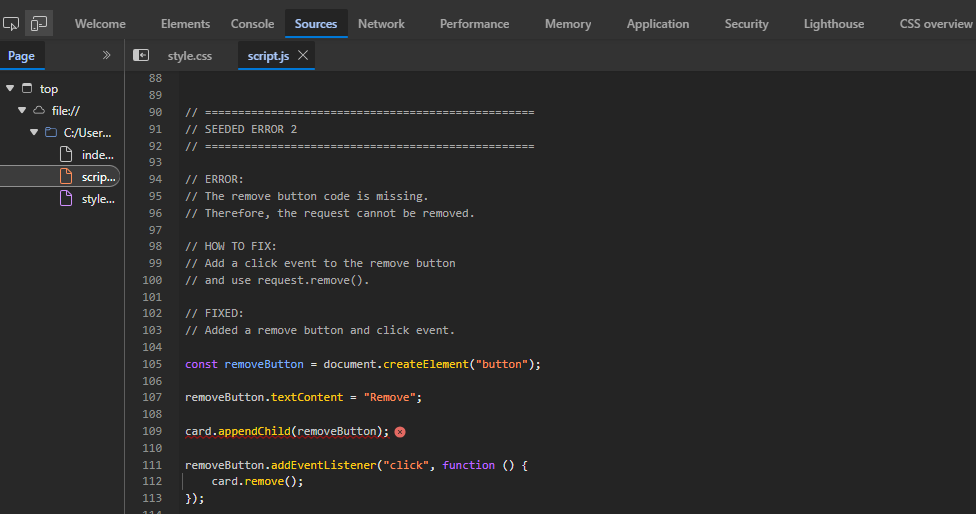 Welcome Elements Console Sources Network Performance Memory Application Security Lighthouse CSS overview
Page style.css script.js
top
file://
C:/User...
inde...
scrip...
style...
88
89
90 // ==================================================
91 // SEEDED ERROR 2
92 // ==================================================
93
94 // ERROR:
95 // The remove button code is missing.
96 // Therefore, the request cannot be removed.
97
98 // HOW TO FIX:
99 // Add a click event to the remove button
100 // and use request.remove().
101
102 // FIXED:
103 // Added a remove button and click event.
104
105 const removeButton = document.createElement("button");
106
107 removeButton.textContent = "Remove";
108
109 card.appendChild(removeButton);
110
111 removeButton.addEventListener("click", function () {
112     card.remove();
113 });
114